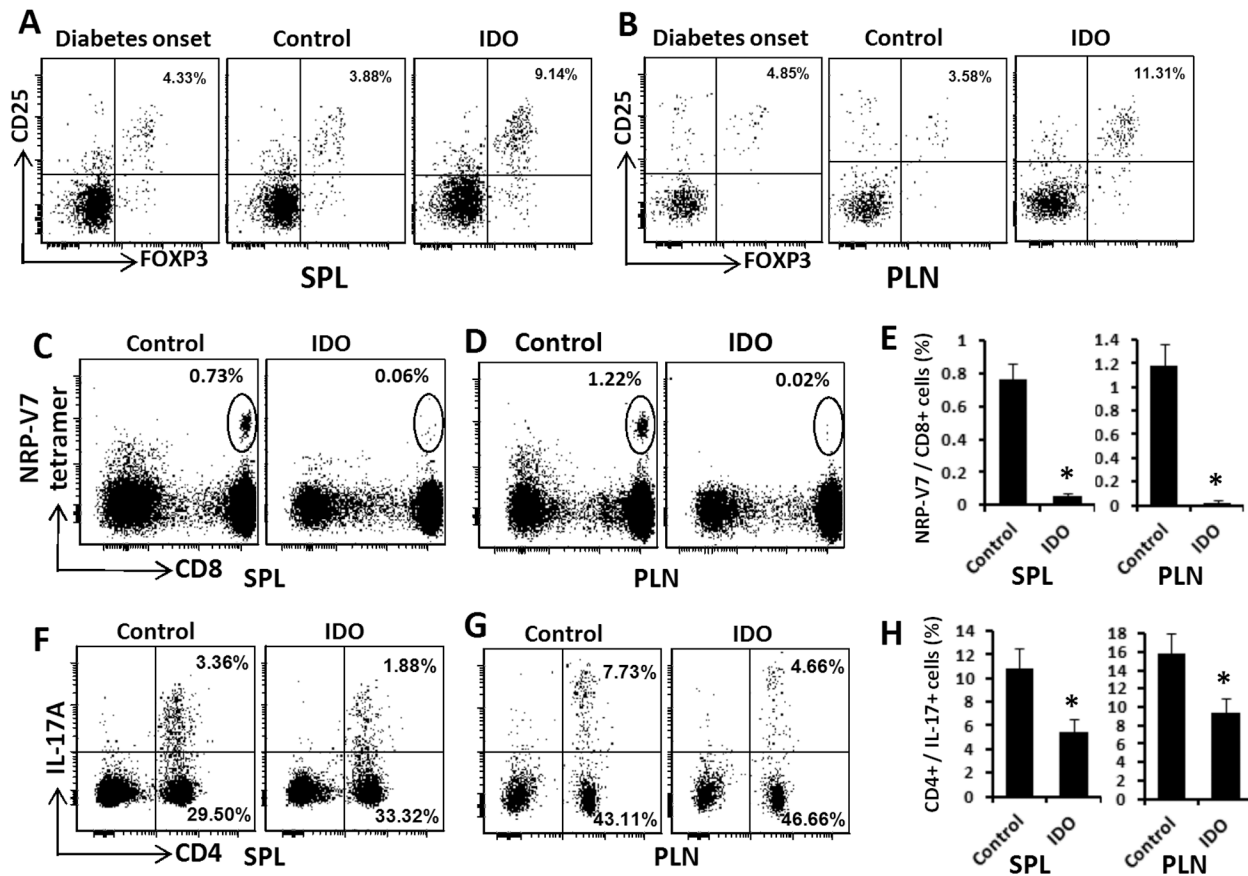 A
Diabetes onset
Control
IDO
4.33%
3.88%
9.14%
CD25
FOXP3
SPL
B
Diabetes onset
Control
IDO
4.85%
3.58%
11.31%
CD25
FOXP3
PLN
C
Control
IDO
0.73%
0.06%
NRP-V7
tetramer
CD8
SPL
D
Control
IDO
1.22%
0.02%
PLN
E
NRP-V7 / CD8+ cells (%)
1
0.8
0.6
0.4
0.2
0
*
Control
IDO
SPL
1.4
1.2
1
0.8
0.6
0.4
0.2
0
*
Control
IDO
PLN
F
Control
IDO
3.36%
1.88%
29.50%
33.32%
IL-17A
CD4
SPL
G
Control
IDO
7.73%
4.66%
43.11%
46.66%
PLN
H
CD4+ / IL-17+ cells (%)
14
12
10
8
6
4
2
0
*
Control
IDO
SPL
18
16
14
12
10
8
6
4
2
0
*
Control
IDO
PLN